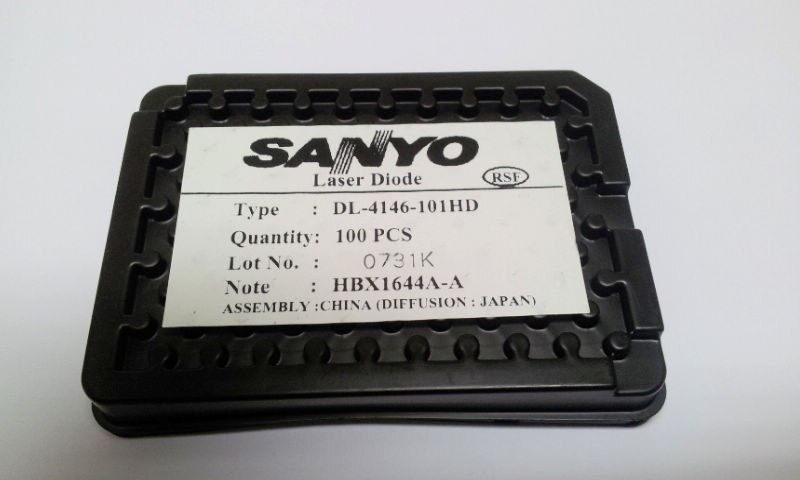 SANYO
Laser Diode RSF
Type : DL-4146-101HD
Quantity: 100 PCS
Lot No. : 0731K
Note : HBX1644A-A
ASSEMBLY :CHINA (DIFFUSION : JAPAN)